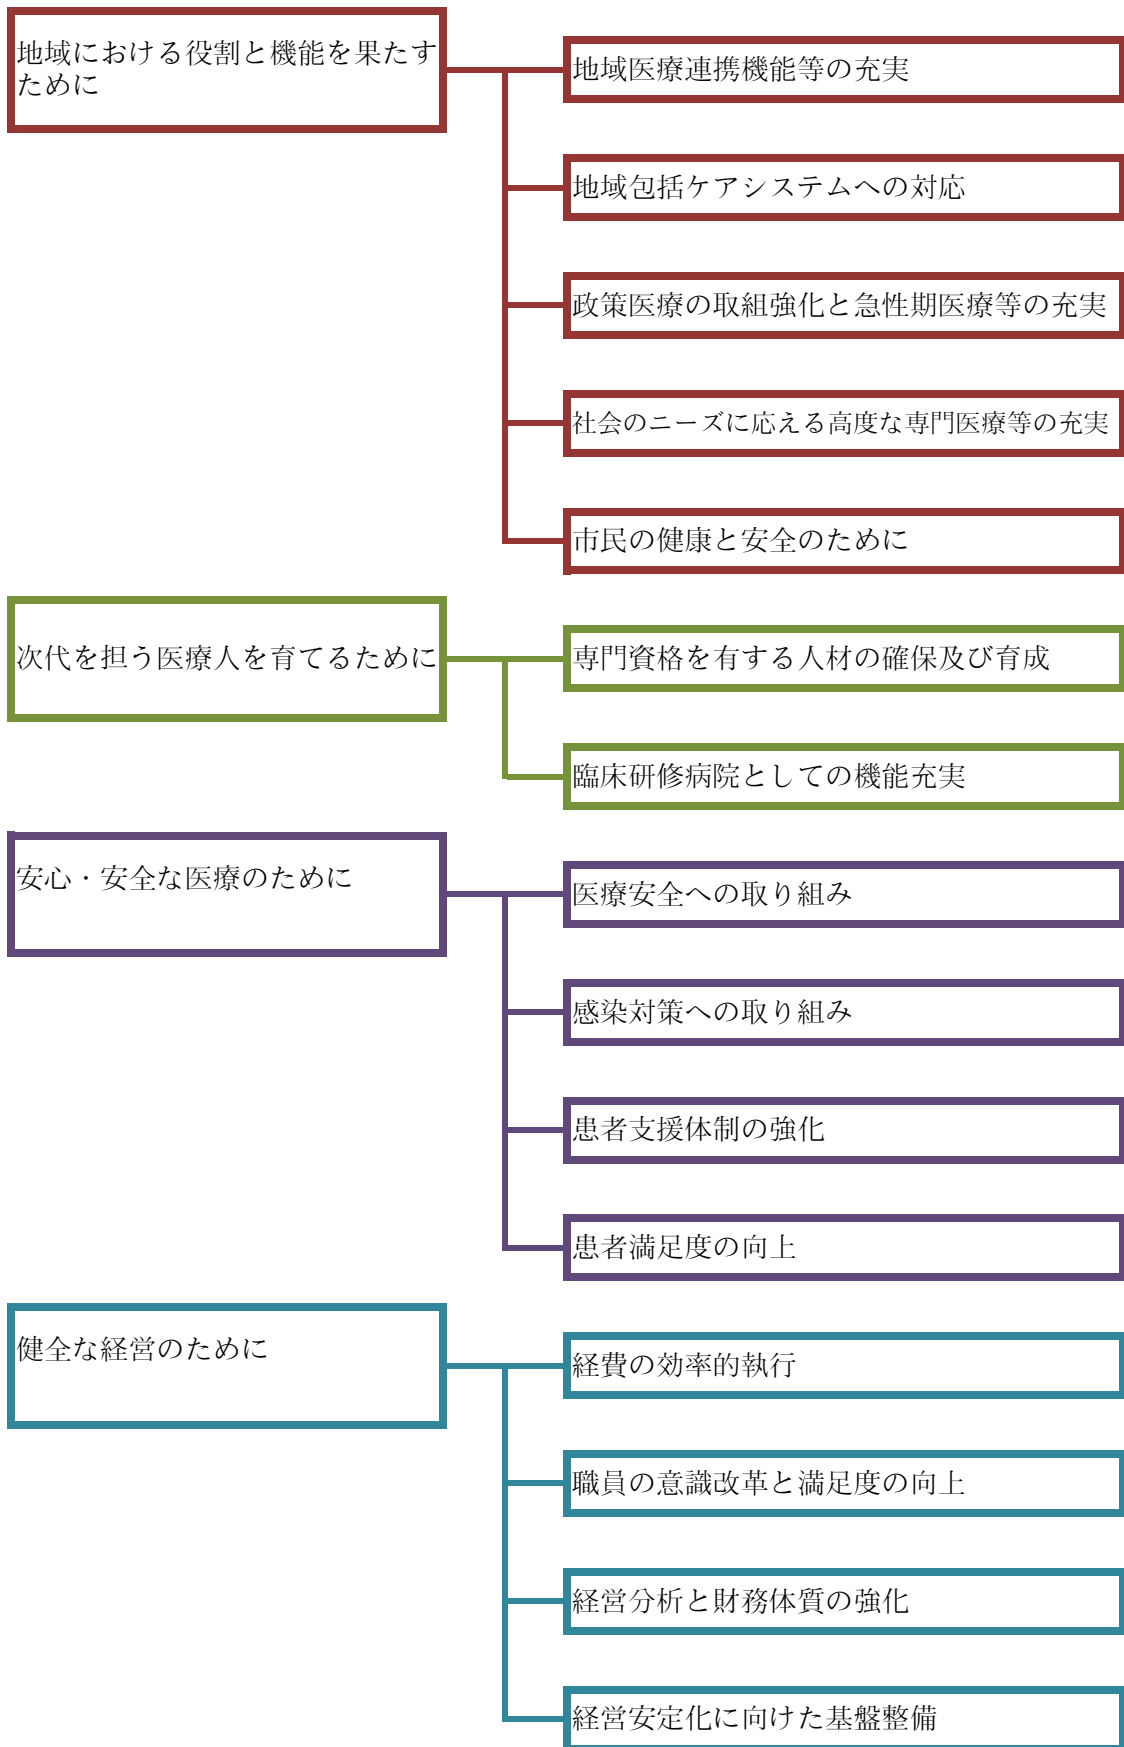 地域における役割と機能を果たす
ために
地域医療連携機能等の充実
地域包括ケアシステムへの対応
政策医療の取組強化と急性期医療等の充実
社会のニーズに応える高度な専門医療等の充実
市民の健康と安全のために
次代を担う医療人を育てるために
専門資格を有する人材の確保及び育成
臨床研修病院としての機能充実
安心・安全な医療のために
医療安全への取り組み
感染対策への取り組み
患者支援体制の強化
患者満足度の向上
健全な経営のために
経費の効率的執行
職員の意識改革と満足度の向上
経営分析と財務体質の強化
経営安定化に向けた基盤整備